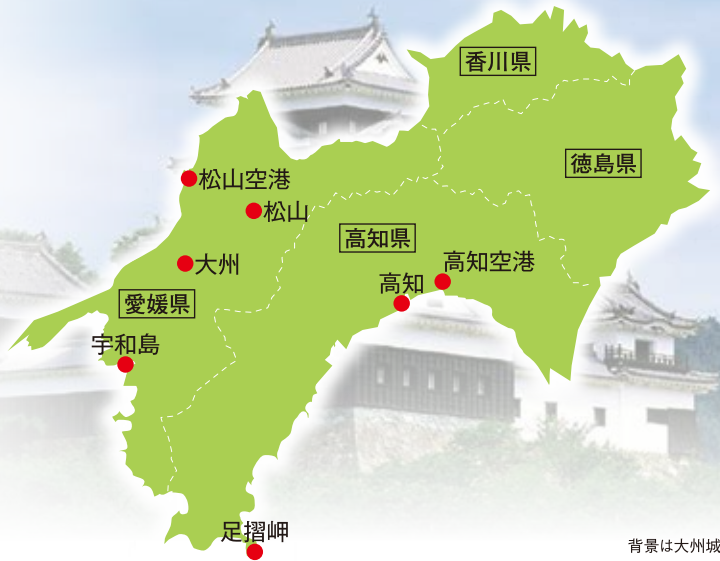 香川県
徳島県
松山空港
松山
高知県
大州
高知空港
高知
愛媛県
宇和島
足摺岬
背景は大州城